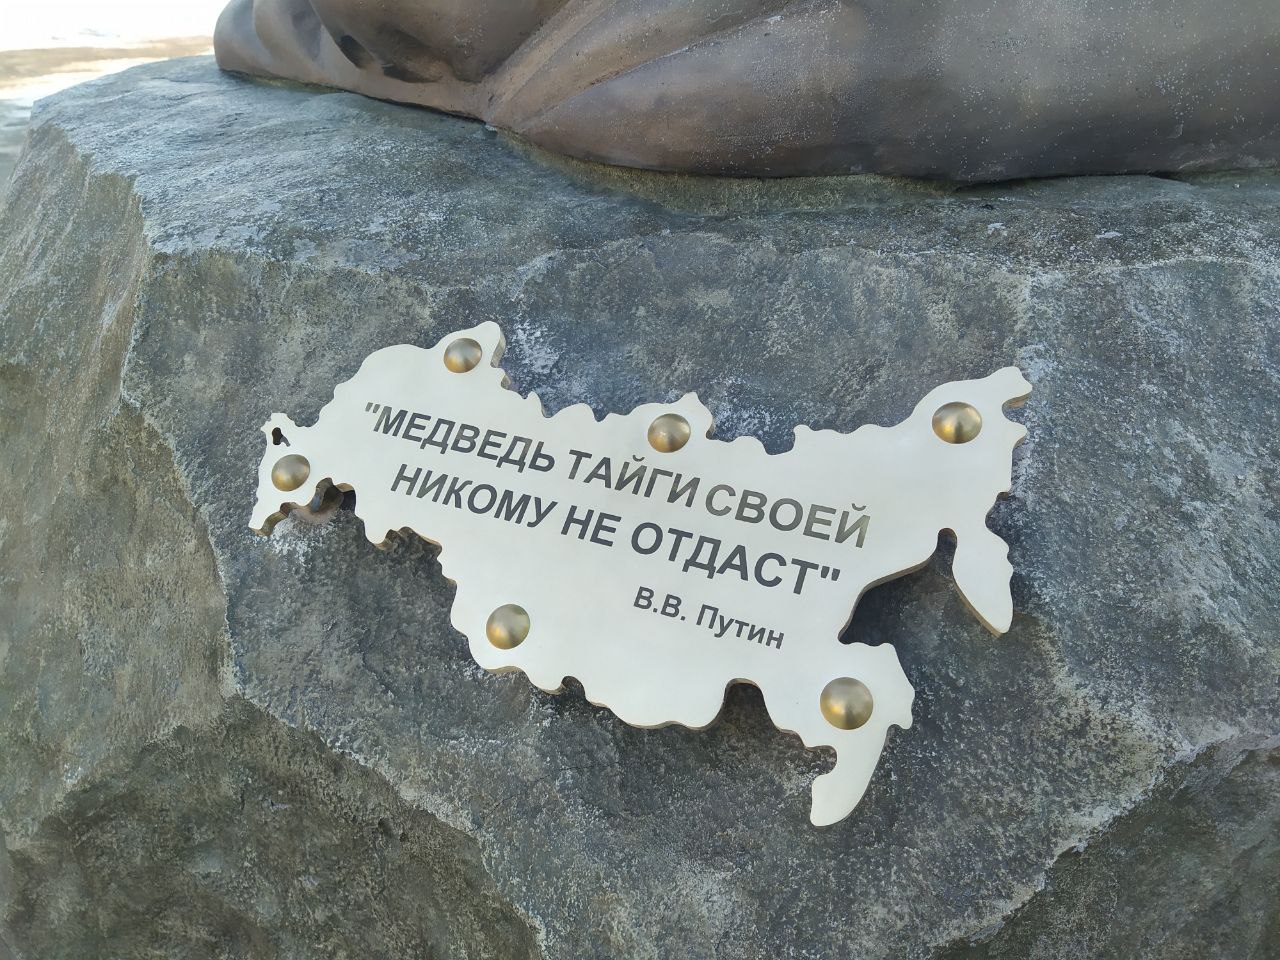 "МЕДВЕДЬ ТАЙГИ СВОЕЙ
НИКОМУ НЕ ОТДАСТ"
В.В. Путин